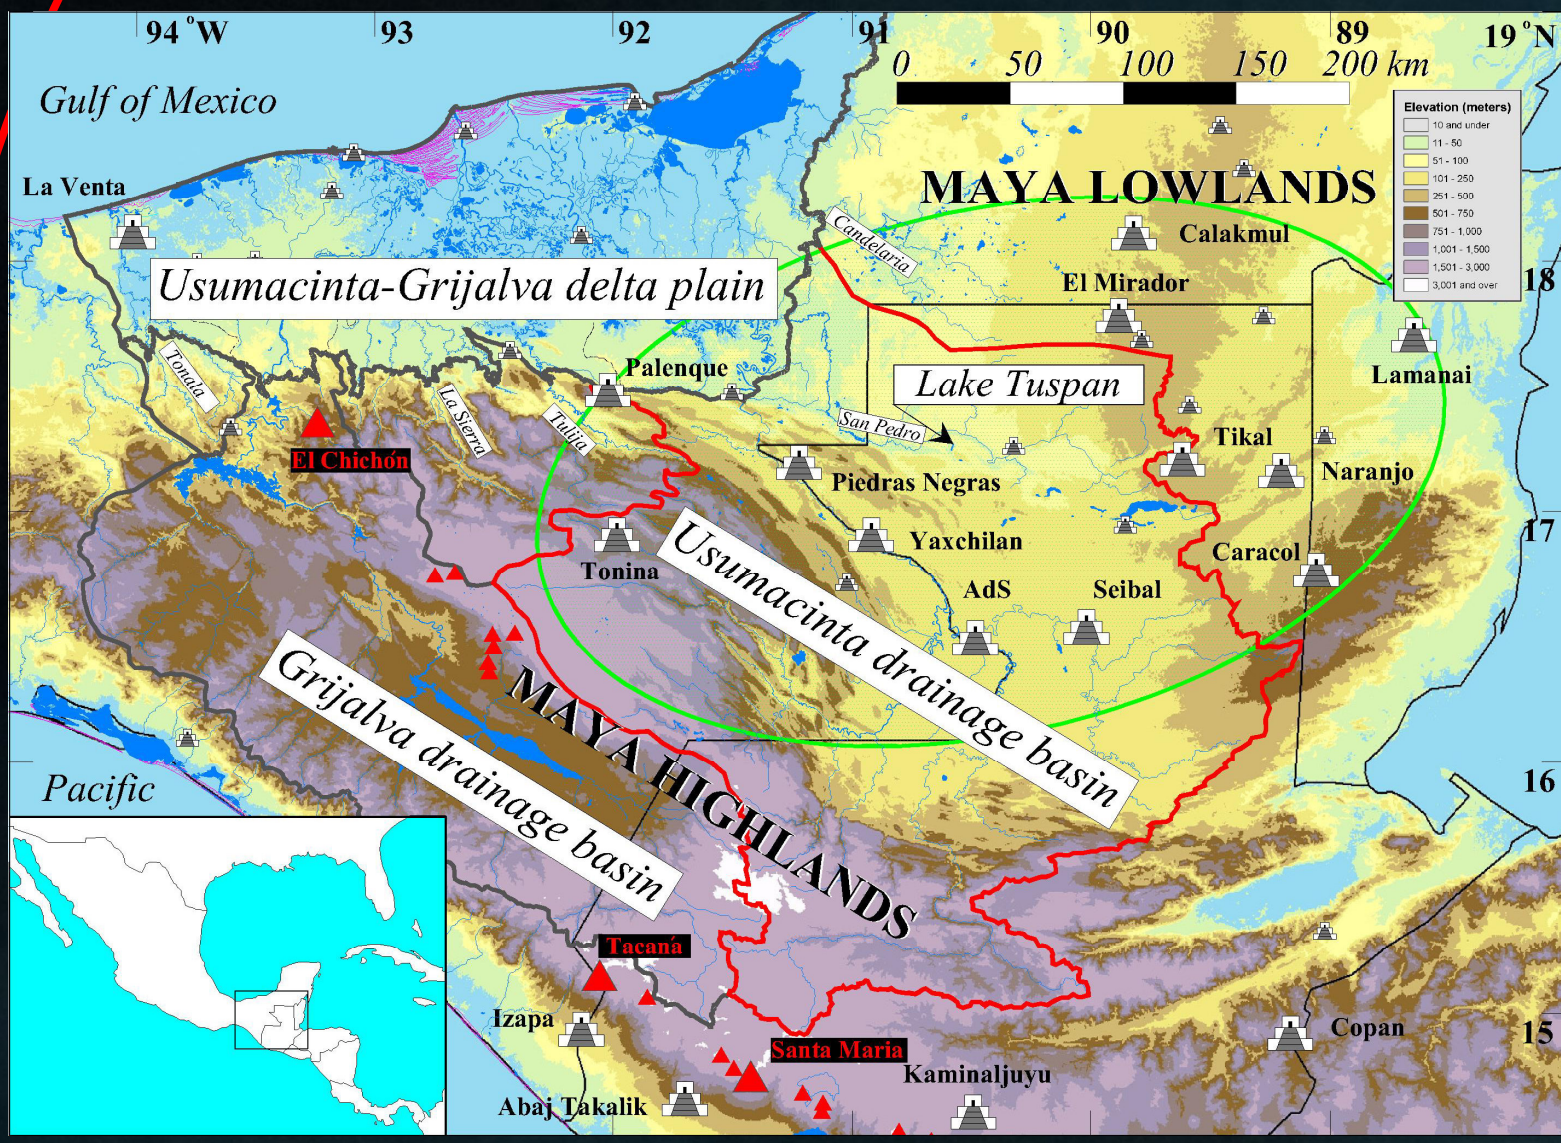 94 °W
93
92
91
90
89
19 °N
0
50
100
150
200 km
Gulf of Mexico
Elevation (meters)
10 and under
11 - 50
51 - 100
101 - 250
251 - 500
501 - 750
751 - 1,000
1,001 - 1,500
1,501 - 3,000
3,001 and over
La Venta
MAYA LOWLANDS
Candelaria
Calakmul
Usumacinta-Grijalva delta plain
El Mirador
18
Tonala
Palenque
Lake Tuspan
Lamanai
La Sierra
Tulija
San Pedro
Tikal
El Chichón
Piedras Negras
Naranjo
17
Usumacinta drainage basin
Yaxchilan
Caracol
Tonina
AdS
Seibal
Grijalva drainage basin
MAYA HIGHLANDS
Pacific
16
Tacaná
Izapa
Copan
15
Santa Maria
Kaminaljuyu
Abaj Takalik